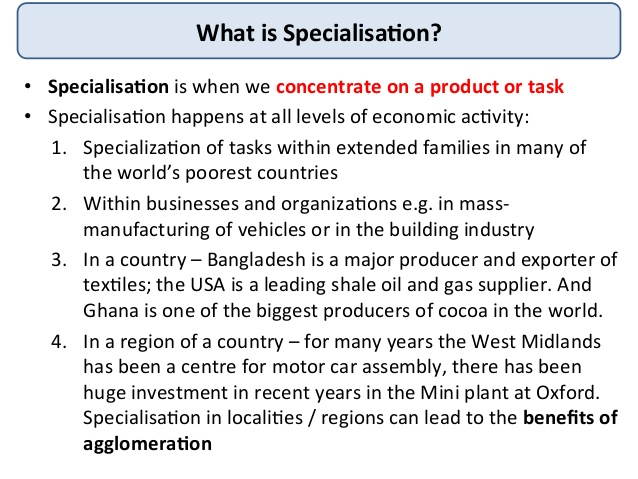 What is Specialisation?
• Specialisation is when we concentrate on a product or task
• Specialisation happens at all levels of economic activity:
1. Specialization of tasks within extended families in many of
the world's poorest countries
2. Within businesses and organizations e.g. in mass-
manufacturing of vehicles or in the building industry
3. In a country – Bangladesh is a major producer and exporter of
textiles; the USA is a leading shale oil and gas supplier. And
Ghana is one of the biggest producers of cocoa in the world.
4. In a region of a country – for many years the West Midlands
has been a centre for motor car assembly, there has been
huge investment in recent years in the Mini plant at Oxford.
Specialisation in localities / regions can lead to the benefits of
agglomeration